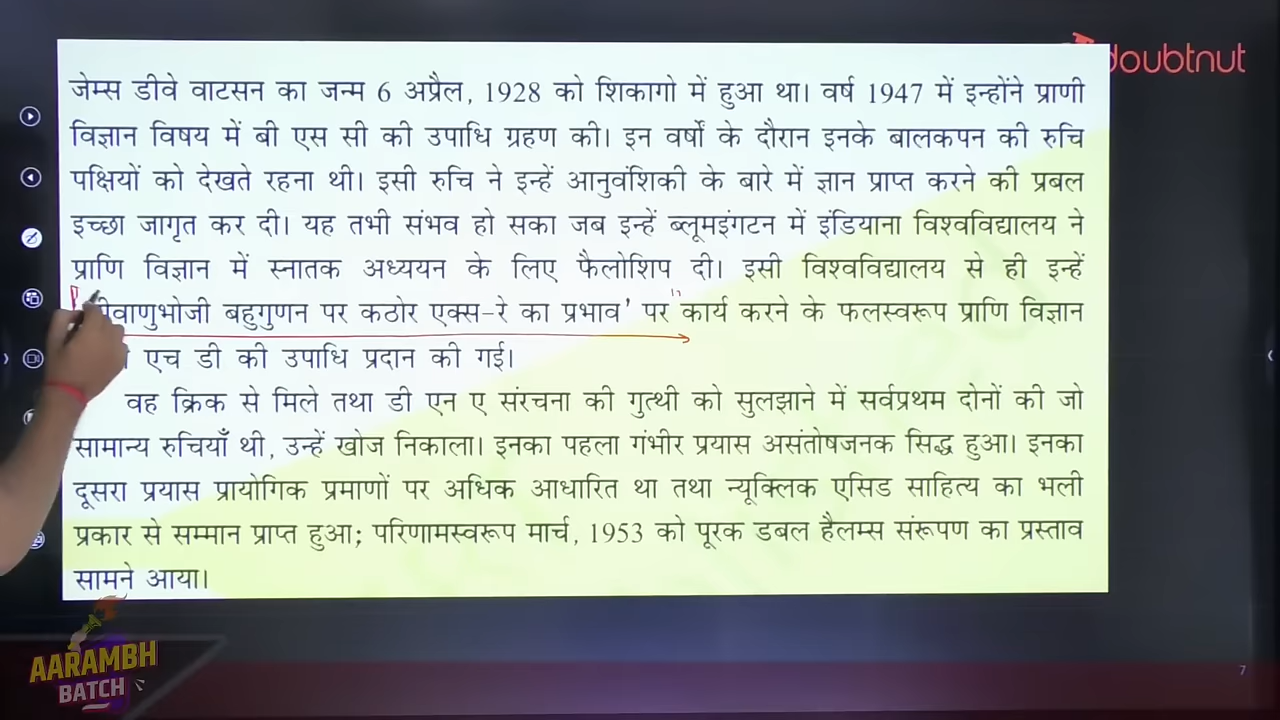 doubtnut
जेम्स डीवे वाटसन का जन्म 6 अप्रैल, 1928 को शिकागो में हुआ था। वर्ष 1947 में इन्होंने प्राणी
विज्ञान विषय में बी एस सी की उपाधि ग्रहण की। इन वर्षों के दौरान इनके बालकपन की रुचि
पक्षियों को देखते रहना थी। इसी रुचि ने इन्हें आनुवंशिकी के बारे में ज्ञान प्राप्त करने की प्रबल
इच्छा जागृत कर दी। यह तभी संभव हो सका जब इन्हें ब्लूमइंगटन में इंडियाना विश्वविद्यालय ने
प्राणि विज्ञान में स्नातक अध्ययन के लिए फैलोशिप दी। इसी विश्वविद्यालय से ही इन्हें
बहुगुणन पर कठोर एक्स-रे का प्रभाव’ पर कार्य करने के फलस्वरूप प्राणि विज्ञान
एच डी की उपाधि प्रदान की गई।
वह क्रिक से मिले तथा डी एन ए संरचना की गुत्थी को सुलझाने में सर्वप्रथम दोनों की जो
सामान्य रुचियाँ थी, उन्हें खोज निकाला। इनका पहला गंभीर प्रयास असंतोषजनक सिद्ध हुआ। इनका
दूसरा प्रयास प्रायोगिक प्रमाणों पर अधिक आधारित था तथा न्यूक्लिक एसिड साहित्य का भली
प्रकार से सम्मान प्राप्त हुआ; परिणामस्वरूप मार्च, 1953 को पूरक डबल हैलम्स संरूपण का प्रस्ताव
सामने आया।
AARAMBH
BATCH
7